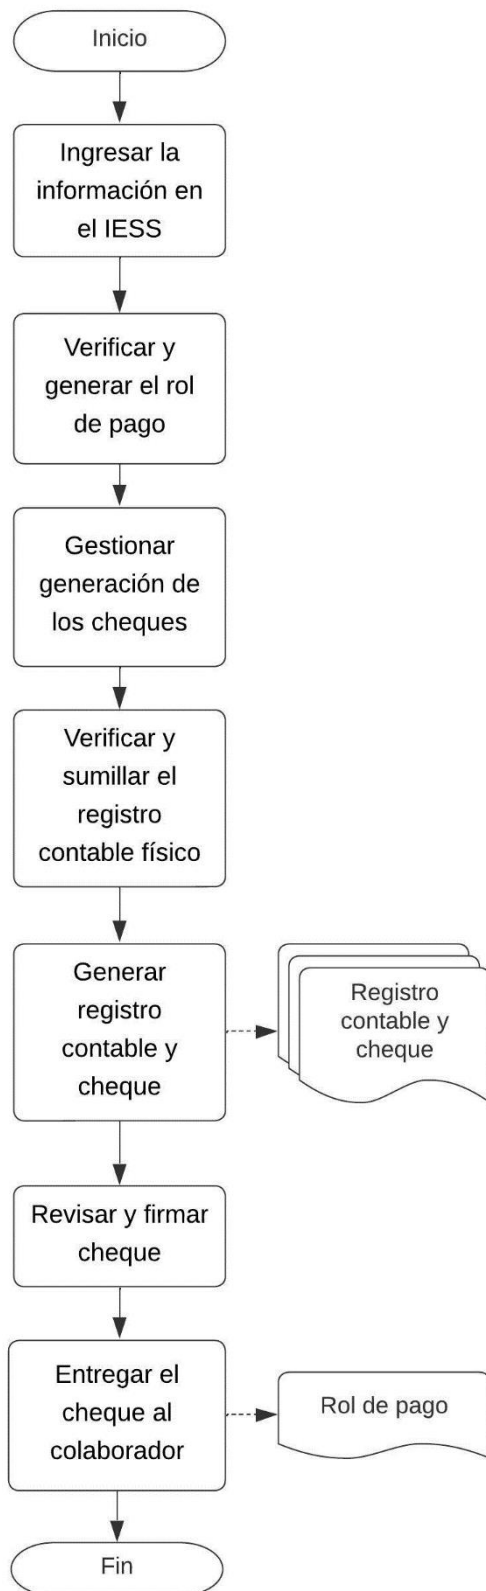 Inicio
Ingresar la
información en
el IESS
Verificar y
generar el rol
de pago
Gestionar
generación de
los cheques
Verificar y
sumillar el
registro
contable físico
Generar
registro
contable y
cheque
Registro
contable y
cheque
Revisar y firmar
cheque
Entregar el
cheque al
colaborador
Rol de pago
Fin